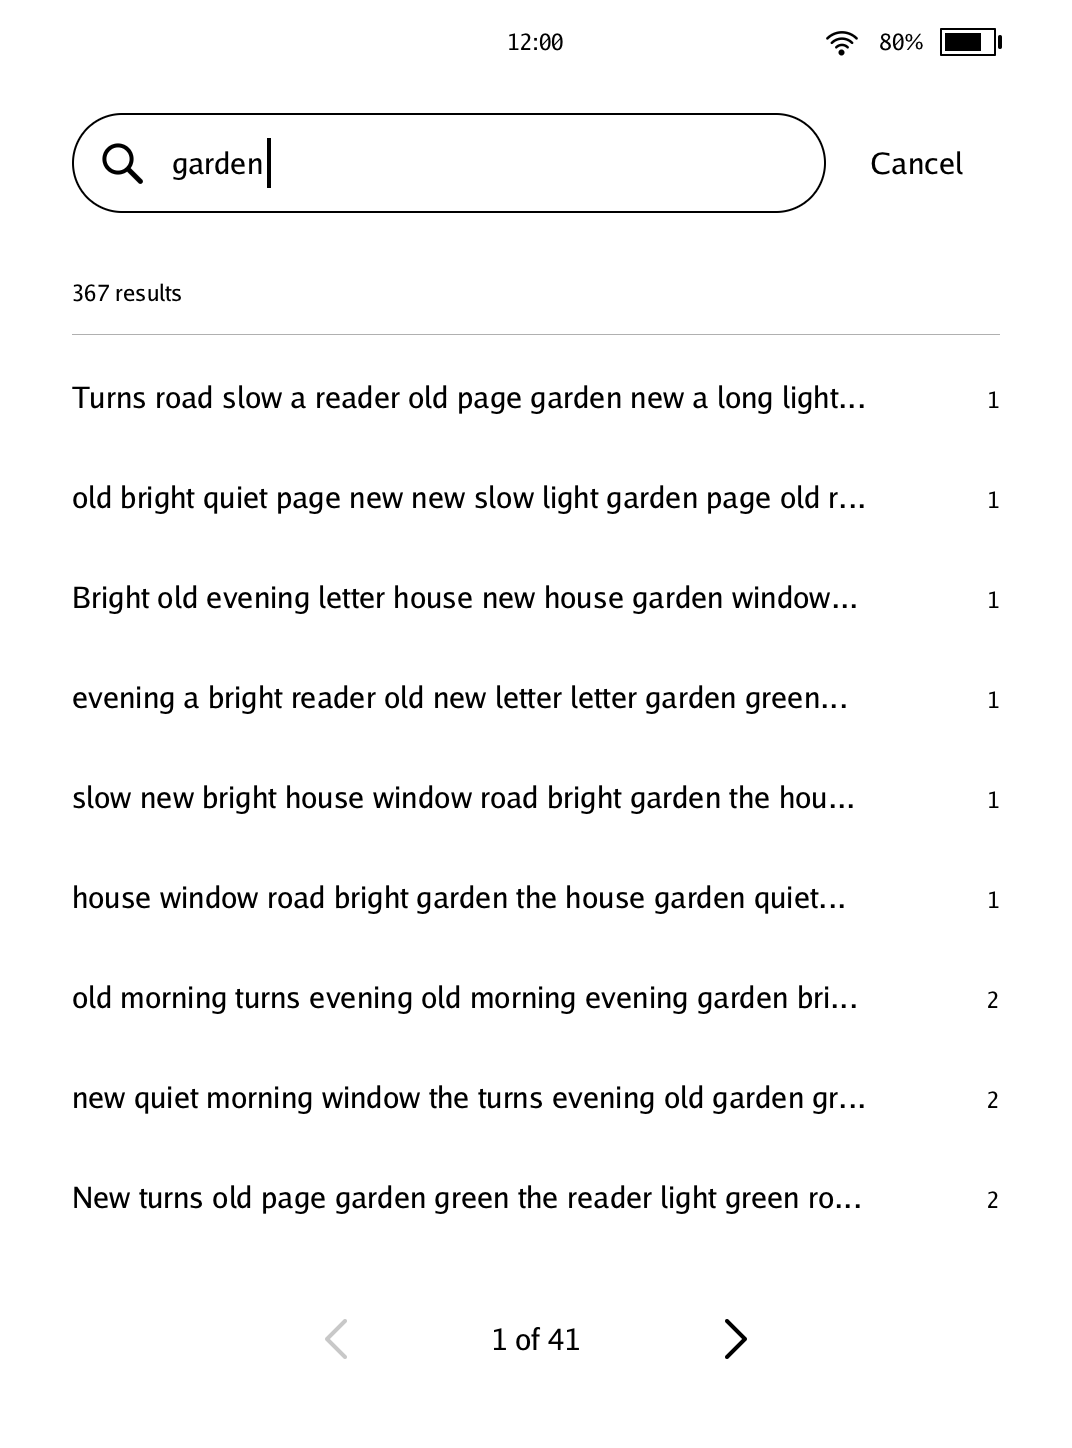 12:00 80%
garden Cancel
367 results
Turns road slow a reader old page garden new a long light... 1
old bright quiet page new new slow light garden page old r... 1
Bright old evening letter house new house garden window... 1
evening a bright reader old new letter letter garden green... 1
slow new bright house window road bright garden the hou... 1
house window road bright garden the house garden quiet... 1
old morning turns evening old morning evening garden bri... 2
new quiet morning window the turns evening old garden gr... 2
New turns old page garden green the reader light green ro... 2
1 of 41